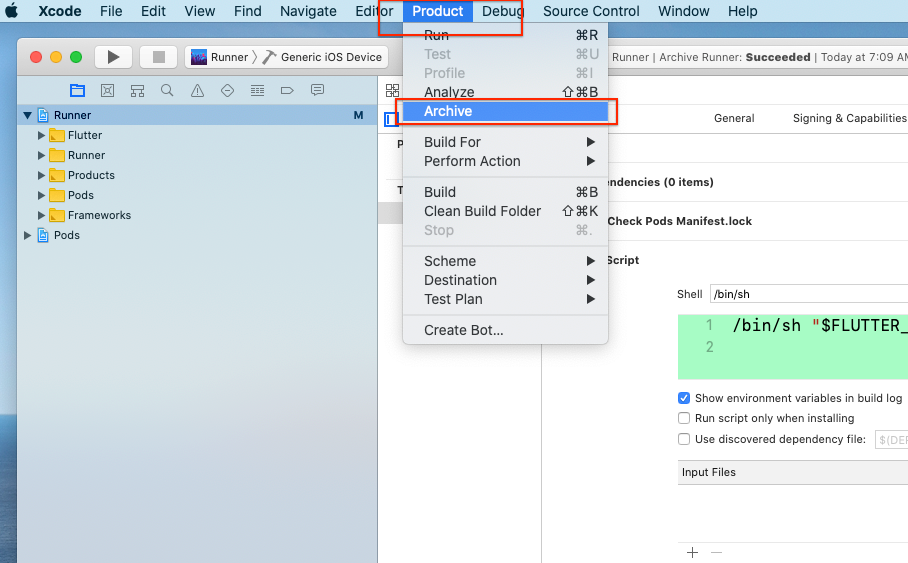 Xcode File Edit View Find Navigate Editor Product Debug Source Control Window Help
Runner Generic iOS Device
Runner | Archive Runner: Succeeded | Today at 7:09 AM
Run ⌘R
Test ⌘U
Profile ⌘I
Analyze ⇧⌘B
Archive
Build For
Perform Action
Build ⌘B
Clean Build Folder ⇧⌘K
Stop ⌘.
Scheme
Destination
Test Plan
Create Bot...
Runner M
Flutter
Runner
Products
Pods
Frameworks
Pods
P
T
General Signing & Capabilities
endencies (0 items)
Check Pods Manifest.lock
Script
Shell /bin/sh
1 /bin/sh "$FLUTTER_
2
Show environment variables in build log
Run script only when installing
Use discovered dependency file: $(DE
Input Files